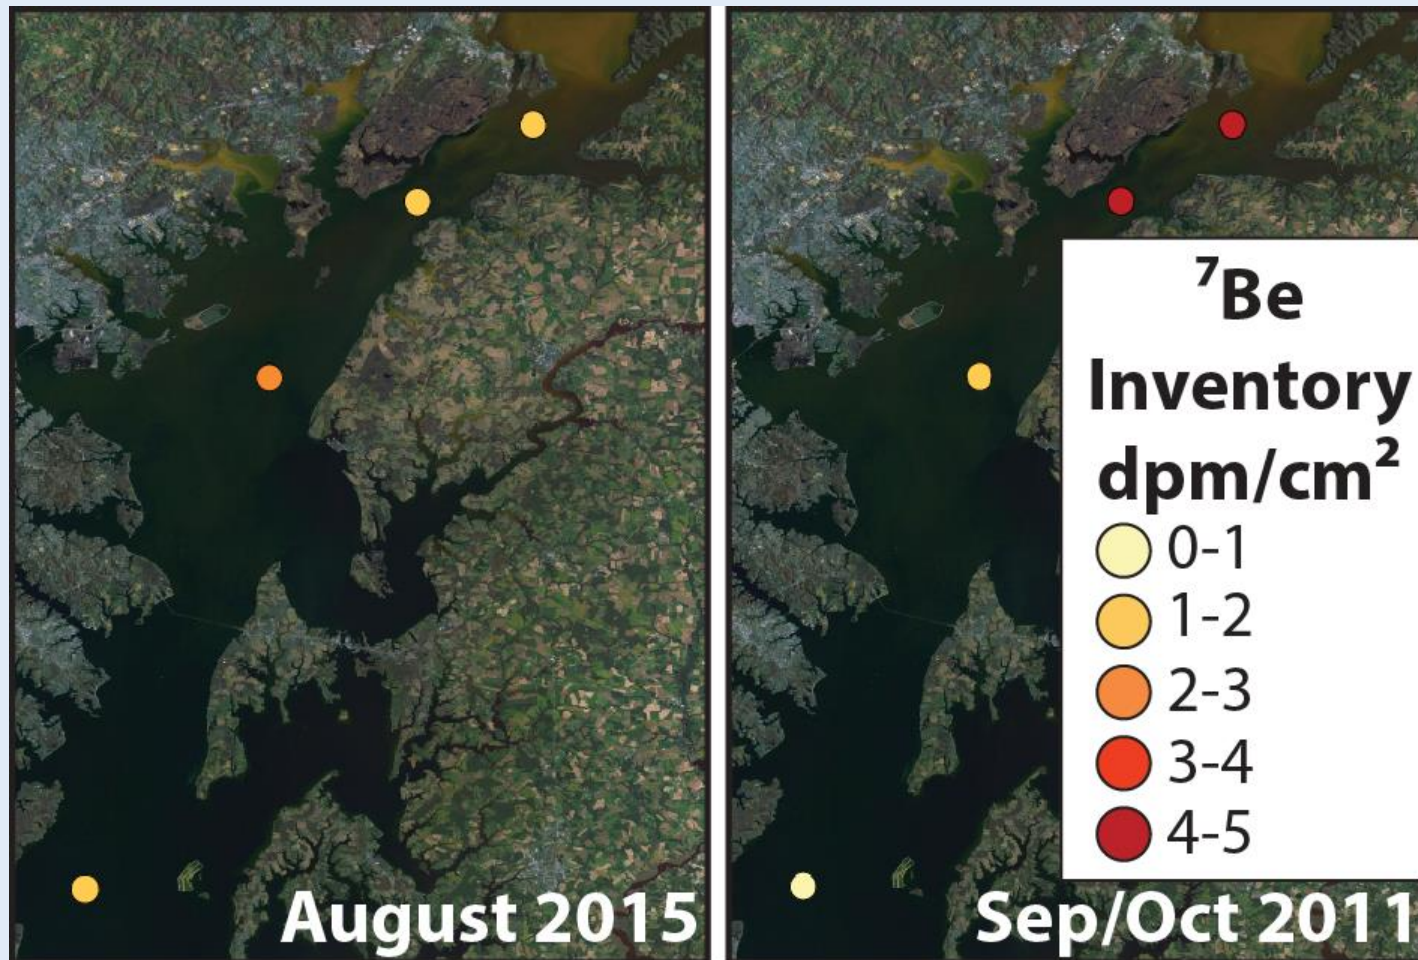 August 2015
Sep/Oct 2011
⁷Be
Inventory
dpm/cm²
0-1
1-2
2-3
3-4
4-5